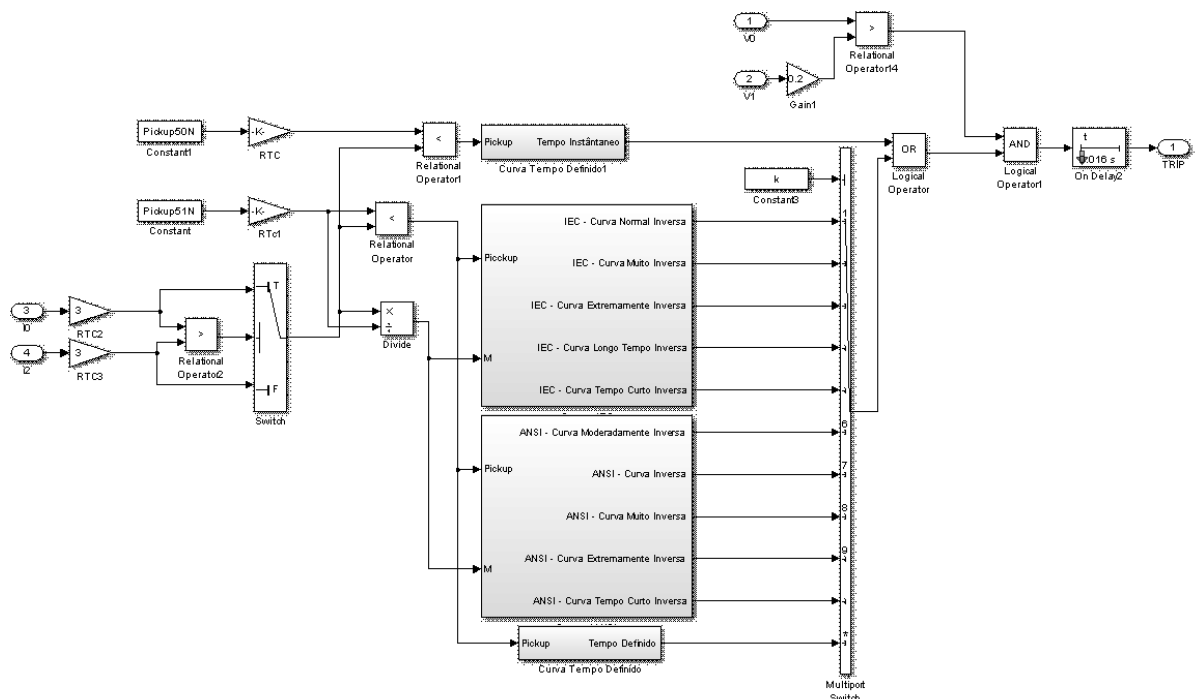 1
V0
>
Relational
Operator14
2
V1
0.2
Gain1
Pickup50N
Constant1
-K-
RTC
<
Relational
Operator1
Pickup Tempo Instântaneo
Curva Tempo Definido1
OR
Logical
Operator
AND
Logical
Operator1
t
On Delay2
1
TRIP
k
Constant3
Pickup51N
Constant
-K-
RTc1
<
Relational
Operator
IEC - Curva Normal Inversa
1
Picckup
IEC - Curva Muito Inversa
IEC - Curva Extremamente Inversa
IEC - Curva Longo Tempo Inversa
M
IEC - Curva Tempo Curto Inversa
3
I0
3
RTC2
4
I2
3
RTC3
>
Relational
Operator2
T
F
Switch
×
÷
Divide
ANSI - Curva Moderadamente Inversa
6
Pickup
ANSI - Curva Inversa
7
ANSI - Curva Muito Inversa
8
ANSI - Curva Extremamente Inversa
9
M
ANSI - Curva Tempo Curto Inversa
Pickup Tempo Definido
*
Curva Tempo Definido
Multiport
Switch